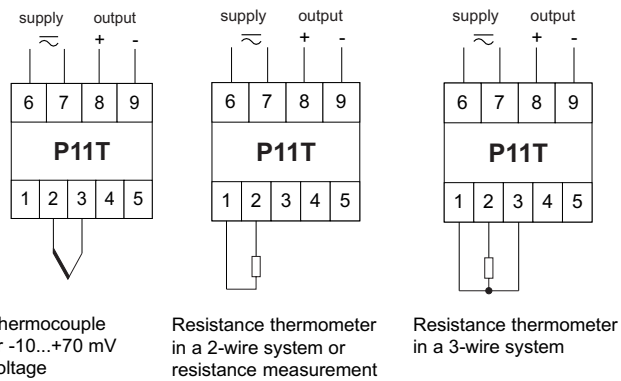 supply output
+ -
6 7 8 9
P11T
1 2 3 4 5
supply output
+ -
6 7 8 9
P11T
1 2 3 4 5
supply output
+ -
6 7 8 9
P11T
1 2 3 4 5
-10...+70 mV
Resistance thermometer
in a 2-wire system or
resistance measurement
Resistance thermometer
in a 3-wire system